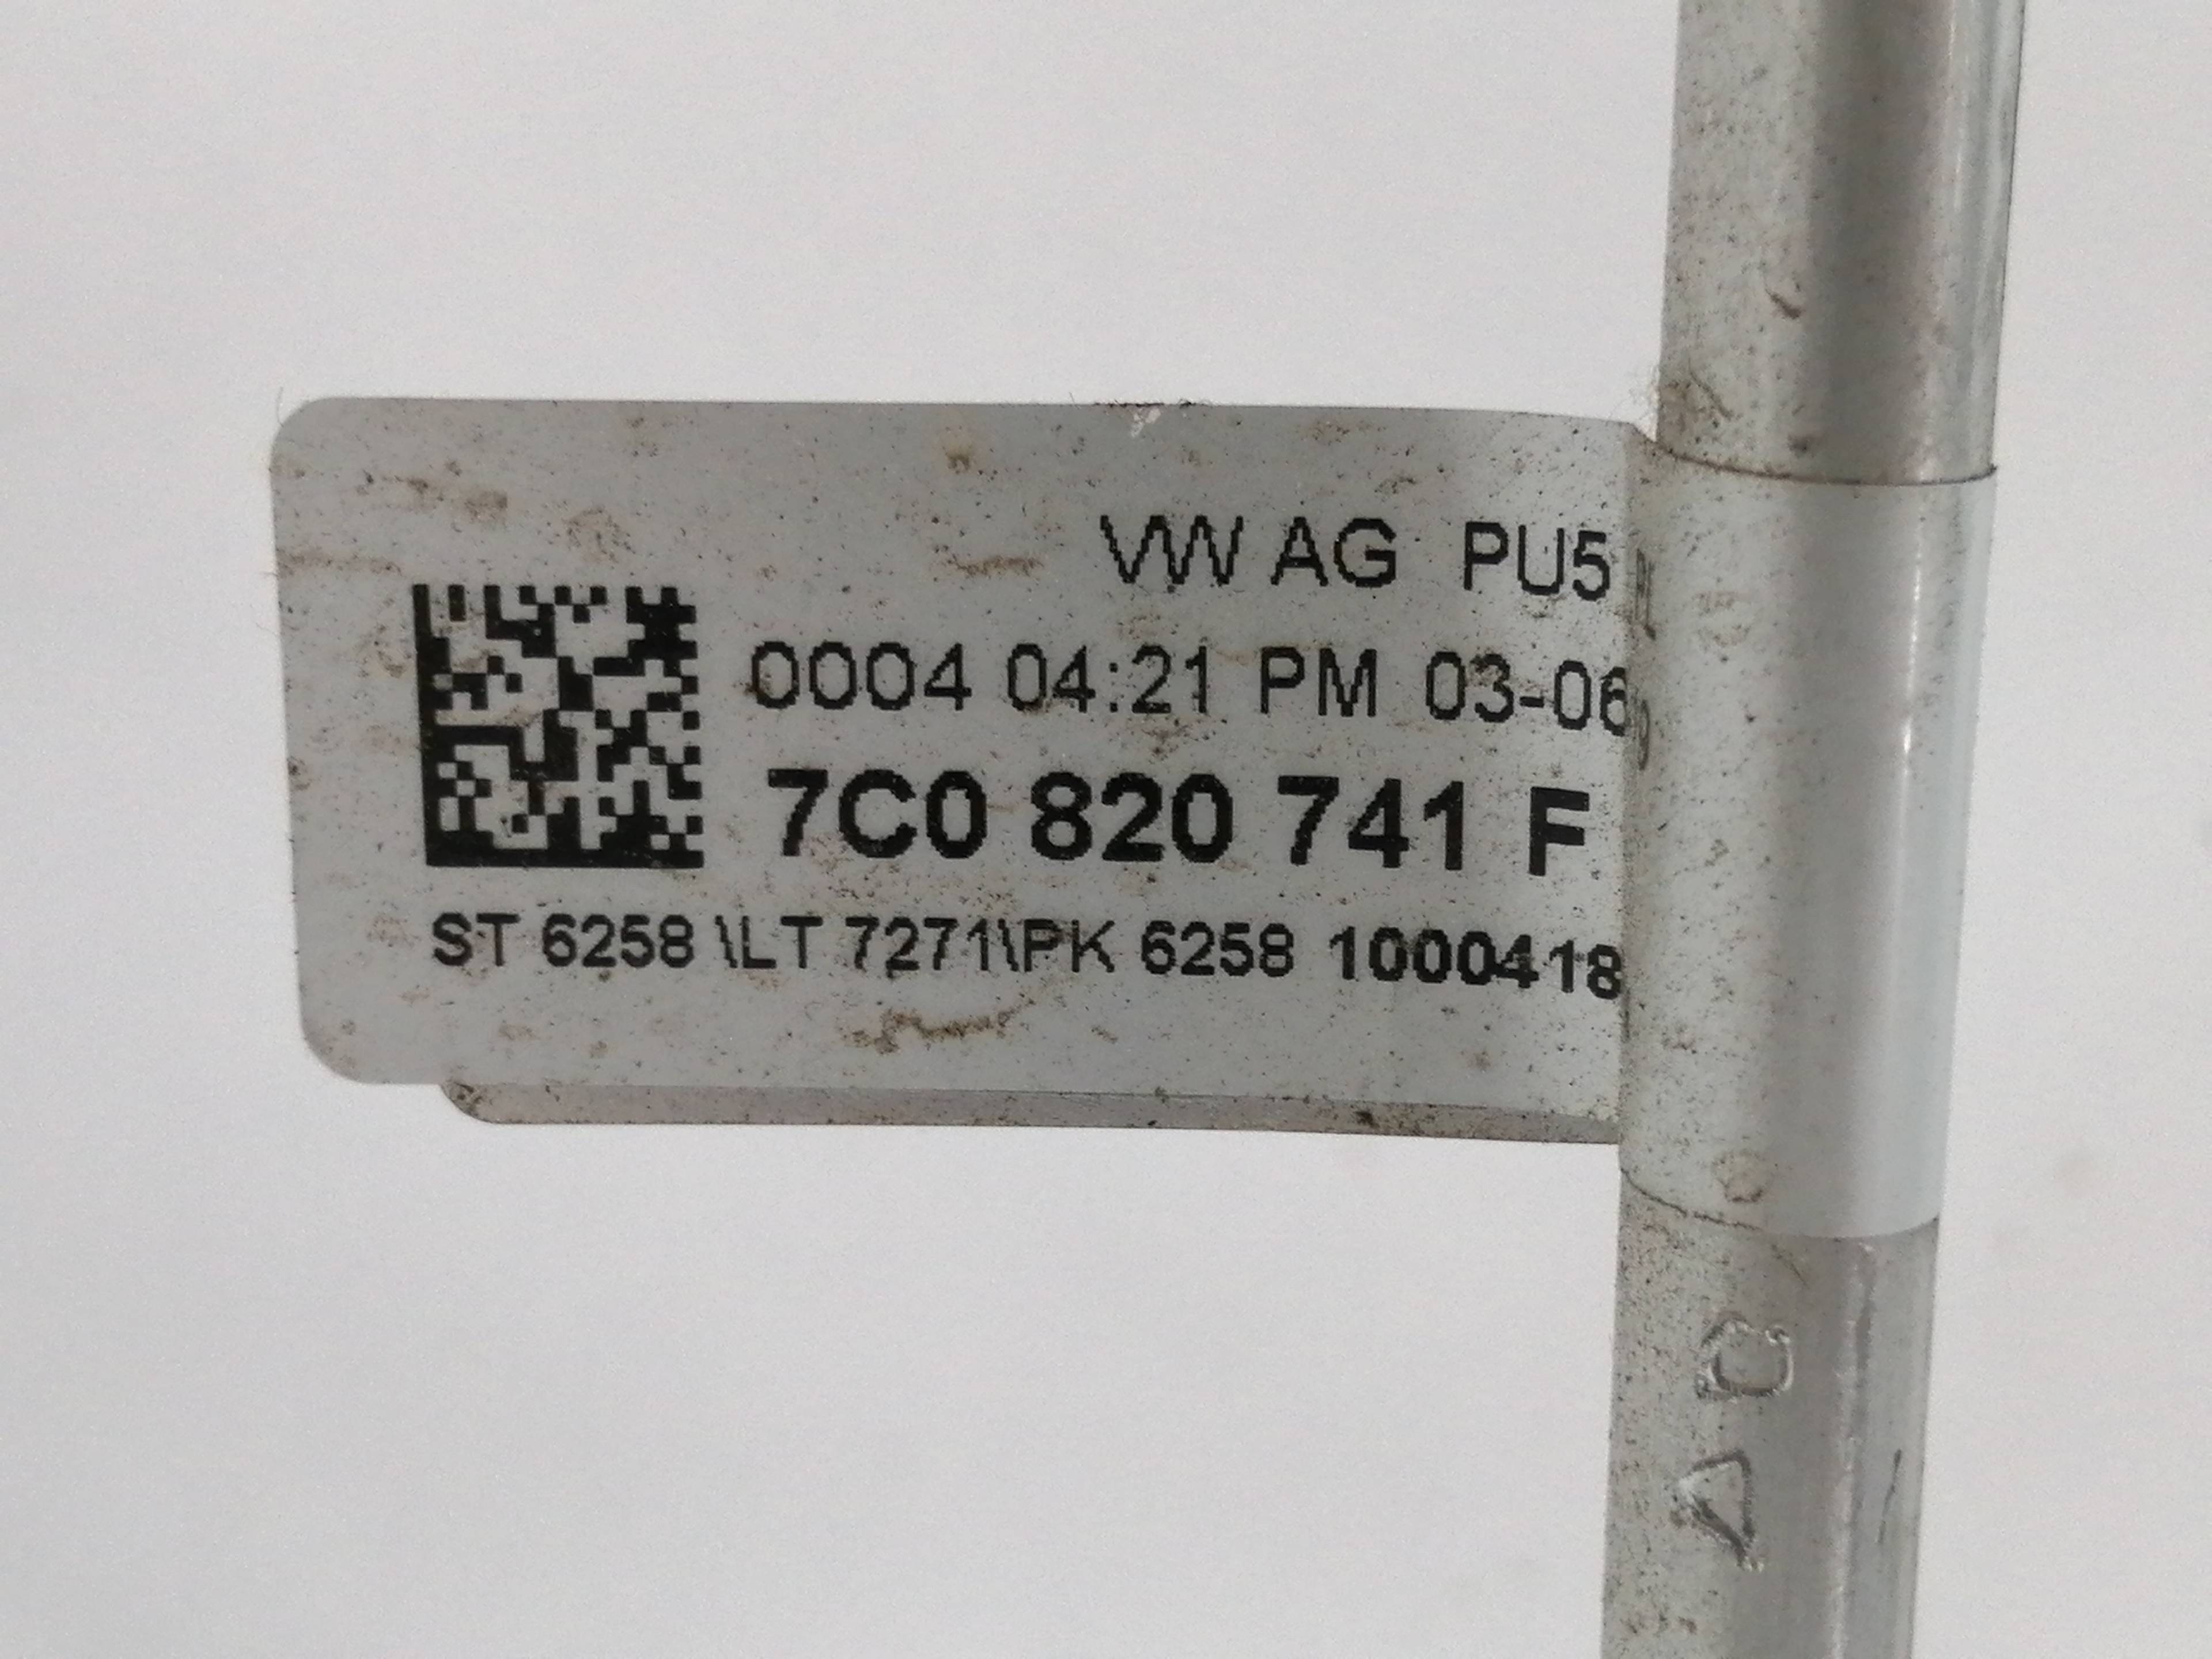 VW AG PU5
0004 04:21 PM 03-06
7C0 820 741 F
ST 6258 \LT 7271\PK 6258 1000418